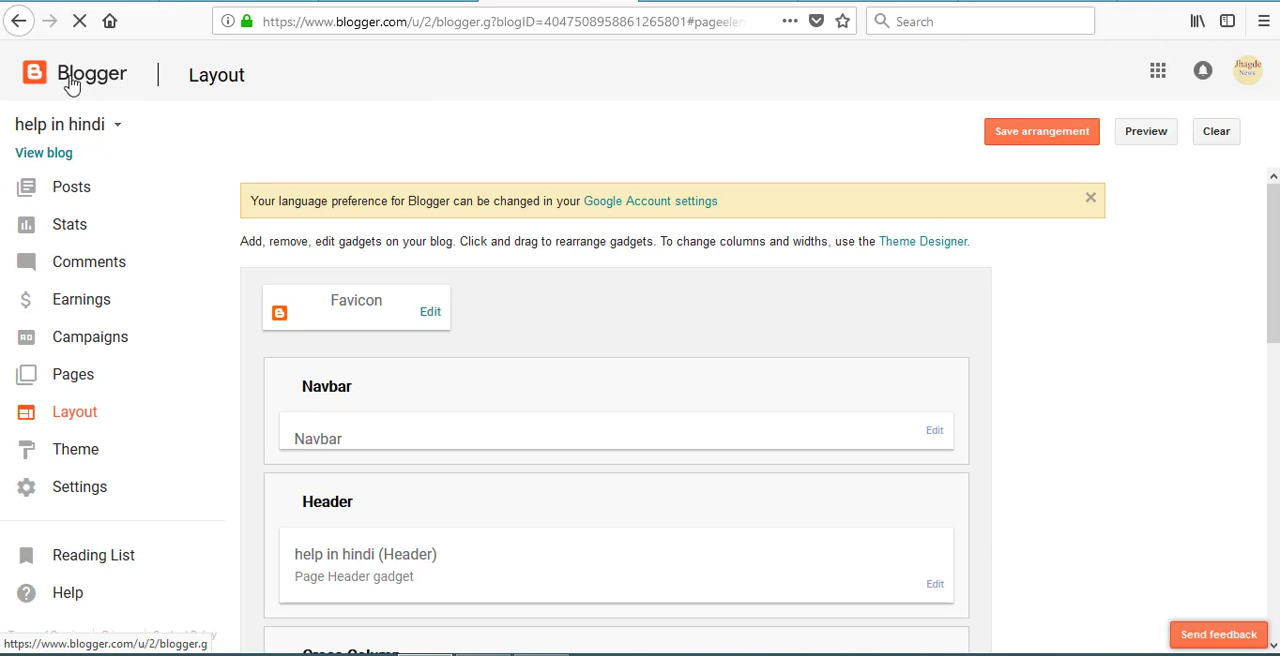 https://www.blogger.com/u/2/blogger.g?blogID=4047508958861265801#pageele
Search
Blogger
Layout
Jhagde
News
help in hindi
View blog
Save arrangement
Preview
Clear
Posts
Stats
Comments
Earnings
Campaigns
Pages
Layout
Theme
Settings
Reading List
Help
Your language preference for Blogger can be changed in your Google Account settings
Add, remove, edit gadgets on your blog. Click and drag to rearrange gadgets. To change columns and widths, use the Theme Designer.
Favicon
Edit
Navbar
Navbar
Edit
Header
help in hindi (Header)
Page Header gadget
Edit
Send feedback
https://www.blogger.com/u/2/blogger.g